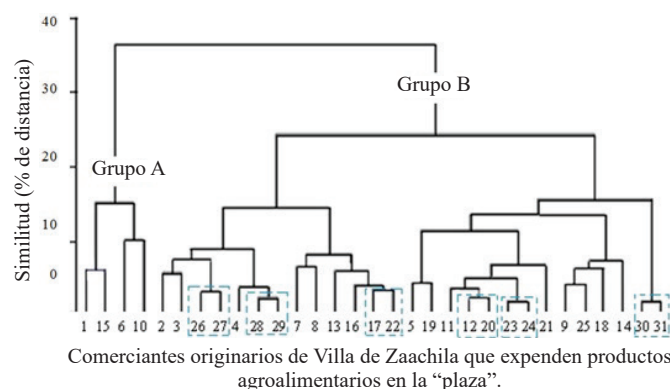 40
30
20
10
0
Similitud (% de distancia)
Grupo B
Grupo A
1 15 6 10 2 3 26 27 4 28 29 7 8 13 16 17 22 5 19 11 12 20 23 24 21 9 25 18 14 30 31
Comerciantes originarios de Villa de Zaachila que expenden productos
agroalimentarios en la “plaza”.